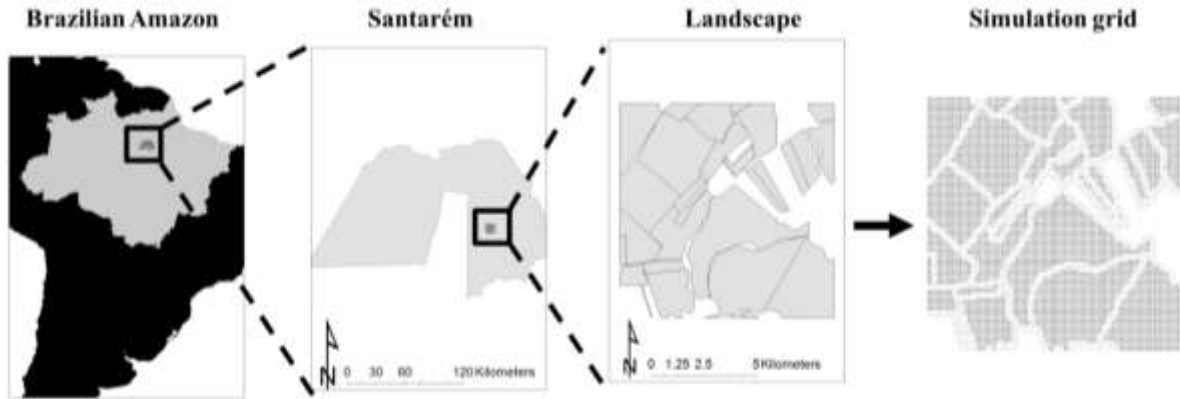 Brazilian Amazon
Santarém
Landscape
Simulation grid
N
0 30 60 120 Kilometers
N
0 1.25 2.5 5 Kilometers